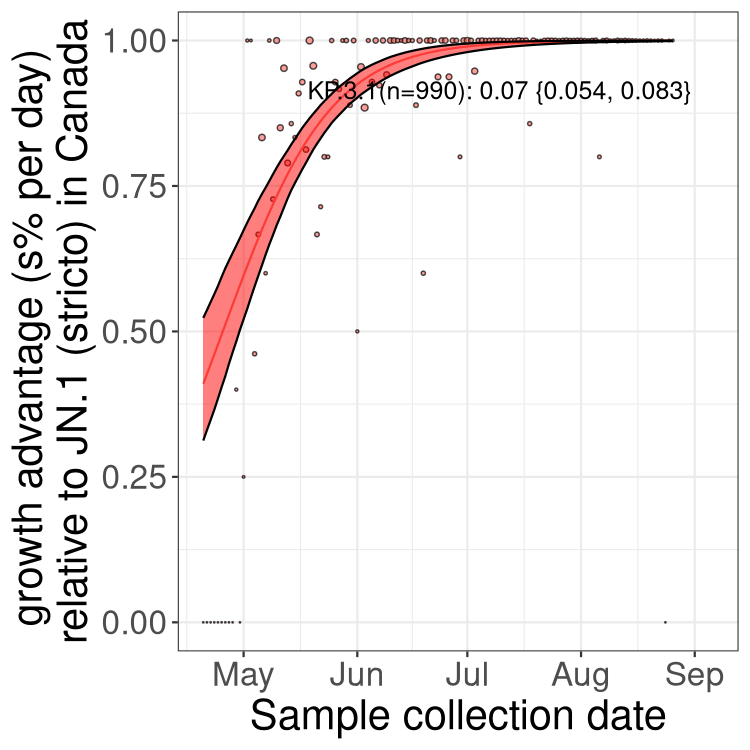 growth advantage (s% per day)
relative to JN.1 (stricto) in Canada
1.00
0.75
0.50
0.25
0.00
KP.3.1(n=990): 0.07 {0.054, 0.083}
May Jun Jul Aug Sep
Sample collection date